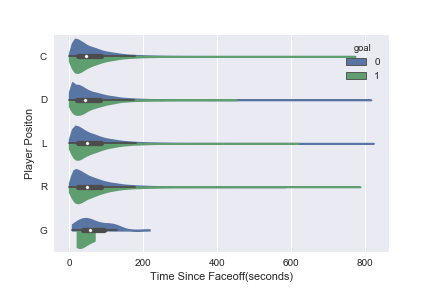 goal
0
1
C
D
L
R
G
Player Positon
0
200
400
600
800
Time Since Faceoff(seconds)